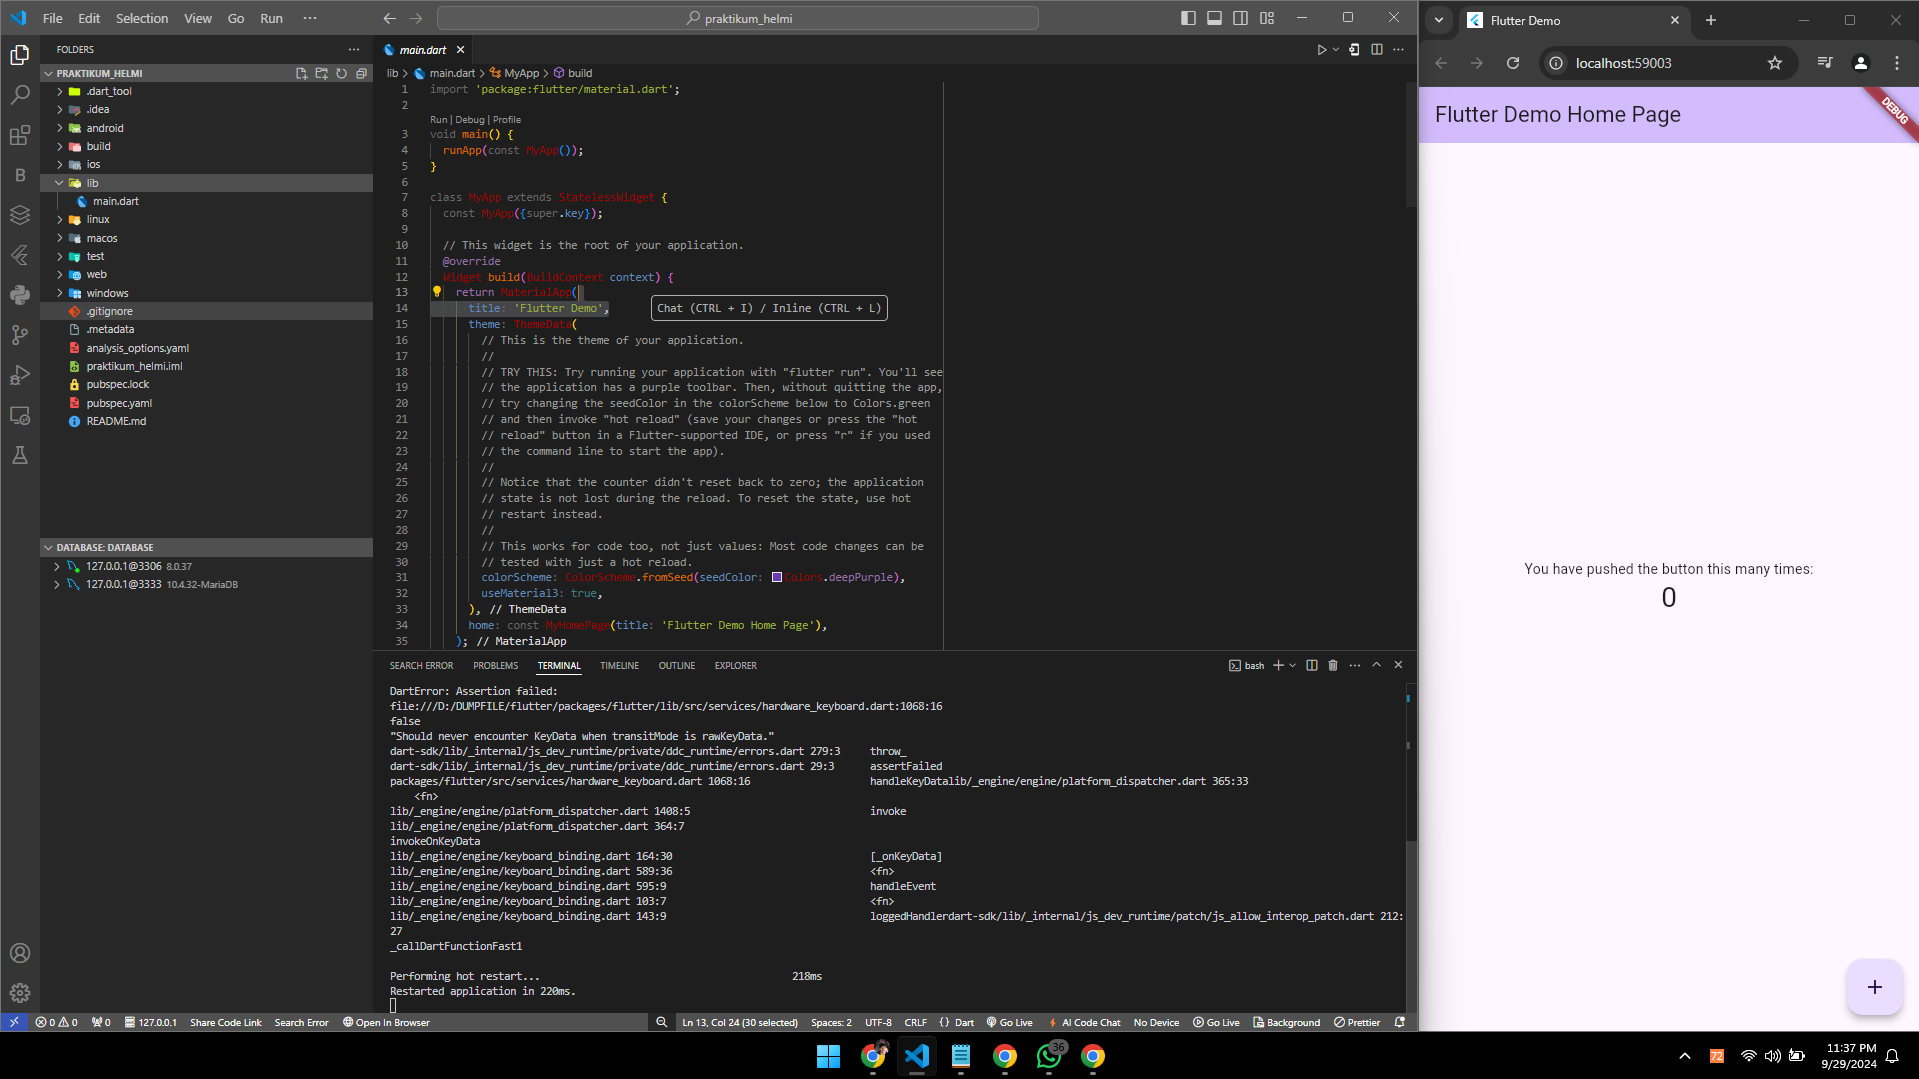 File Edit Selection View Go Run ···
praktikum_helmi
FOLDERS
PRAKTIKUM_HELMI
.dart_tool
.idea
android
build
ios
lib
main.dart
linux
macos
test
web
windows
.gitignore
.metadata
analysis_options.yaml
praktikum_helmi.iml
pubspec.lock
pubspec.yaml
README.md
DATABASE: DATABASE
127.0.0.1@3306 8.0.37
127.0.0.1@3333 10.4.32-MariaDB
main.dart
lib > main.dart > MyApp > build
1 import 'package:flutter/material.dart';
2
Run | Debug | Profile
3 void main() {
4 runApp(const MyApp());
5 }
6
7 class MyApp extends StatelessWidget {
8 const MyApp({super.key});
9
10 // This widget is the root of your application.
11 @override
12 Widget build(BuildContext context) {
13 return MaterialApp(
14 title: 'Flutter Demo',
Chat (CTRL + I) / Inline (CTRL + L)
15 theme: ThemeData(
16 // This is the theme of your application.
17 //
18 // TRY THIS: Try running your application with "flutter run". You'll see
19 // the application has a purple toolbar. Then, without quitting the app,
20 // try changing the seedColor in the colorScheme below to Colors.green
21 // and then invoke "hot reload" (save your changes or press the "hot
22 // reload" button in a Flutter-supported IDE, or press "r" if you used
23 // the command line to start the app).
24 //
25 // Notice that the counter didn't reset back to zero; the application
26 // state is not lost during the reload. To reset the state, use hot
27 // restart instead.
28 //
29 // This works for code too, not just values: Most code changes can be
30 // tested with just a hot reload.
31 colorScheme: ColorScheme.fromSeed(seedColor: Colors.deepPurple),
32 useMaterial3: true,
33 ), // ThemeData
34 home: const MyHomePage(title: 'Flutter Demo Home Page'),
35 ); // MaterialApp
SEARCH ERROR PROBLEMS TERMINAL TIMELINE OUTLINE EXPLORER
bash
DartError: Assertion failed:
file:///D:/DUMPFILE/flutter/packages/flutter/lib/src/services/hardware_keyboard.dart:1068:16
false
"Should never encounter KeyData when transitMode is rawKeyData."
dart-sdk/lib/_internal/js_dev_runtime/private/ddc_runtime/errors.dart 279:3 throw_
dart-sdk/lib/_internal/js_dev_runtime/private/ddc_runtime/errors.dart 29:3 assertFailed
packages/flutter/src/services/hardware_keyboard.dart 1068:16 handleKeyDatalib/_engine/engine/platform_dispatcher.dart 365:33
<fn>
lib/_engine/engine/platform_dispatcher.dart 1408:5 invoke
lib/_engine/engine/platform_dispatcher.dart 364:7
invokeOnKeyData
lib/_engine/engine/keyboard_binding.dart 164:30 [_onKeyData]
lib/_engine/engine/keyboard_binding.dart 589:36 <fn>
lib/_engine/engine/keyboard_binding.dart 595:9 handleEvent
lib/_engine/engine/keyboard_binding.dart 103:7 <fn>
lib/_engine/engine/keyboard_binding.dart 143:9 loggedHandlerdart-sdk/lib/_internal/js_dev_runtime/patch/js_allow_interop_patch.dart 212:
27
_callDartFunctionFast1
Performing hot restart... 218ms
Restarted application in 220ms.
0 0 0 127.0.0.1 Share Code Link Search Error Open In Browser
Ln 13, Col 24 (30 selected) Spaces: 2 UTF-8 CRLF {} Dart Go Live AI Code Chat No Device Go Live Background Prettier
Flutter Demo
localhost:59003
Flutter Demo Home Page
DEBUG
You have pushed the button this many times:
0
+
36
72
11:37 PM
9/29/2024